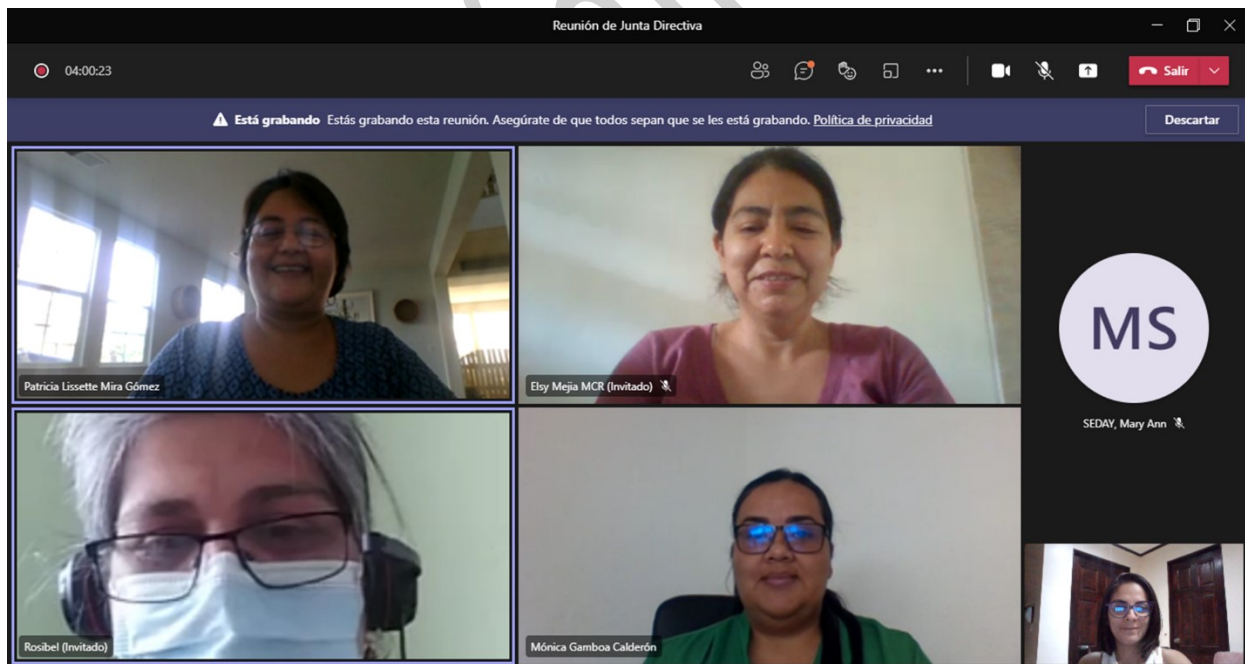 Reunión de Junta Directiva
04:00:23
Salir
Está grabando Estás grabando esta reunión. Asegúrate de que todos sepan que se les está grabando. Política de privacidad
Descartar
Patricia Lissette Mira Gómez
Elsy Mejia MCR (Invitado)
MS
SEDAY, Mary Ann
Rosibel (Invitado)
Mónica Gamboa Calderón